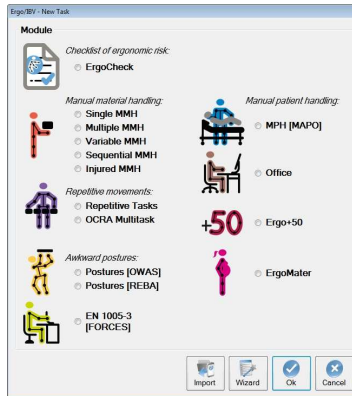 Ergo/IBV - New Task
Module
Checklist of ergonomic risk:
ErgoCheck
Manual material handling:
Single MMH
Multiple MMH
Variable MMH
Sequential MMH
Injured MMH
Repetitive movements:
Repetitive Tasks
OCRA Multitask
Awkward postures:
Postures [OWAS]
Postures [REBA]
EN 1005-3
[FORCES]
Manual patient handling:
MPH [MAPO]
Office
+50
Ergo+50
ErgoMater
Import
Wizard
Ok
Cancel